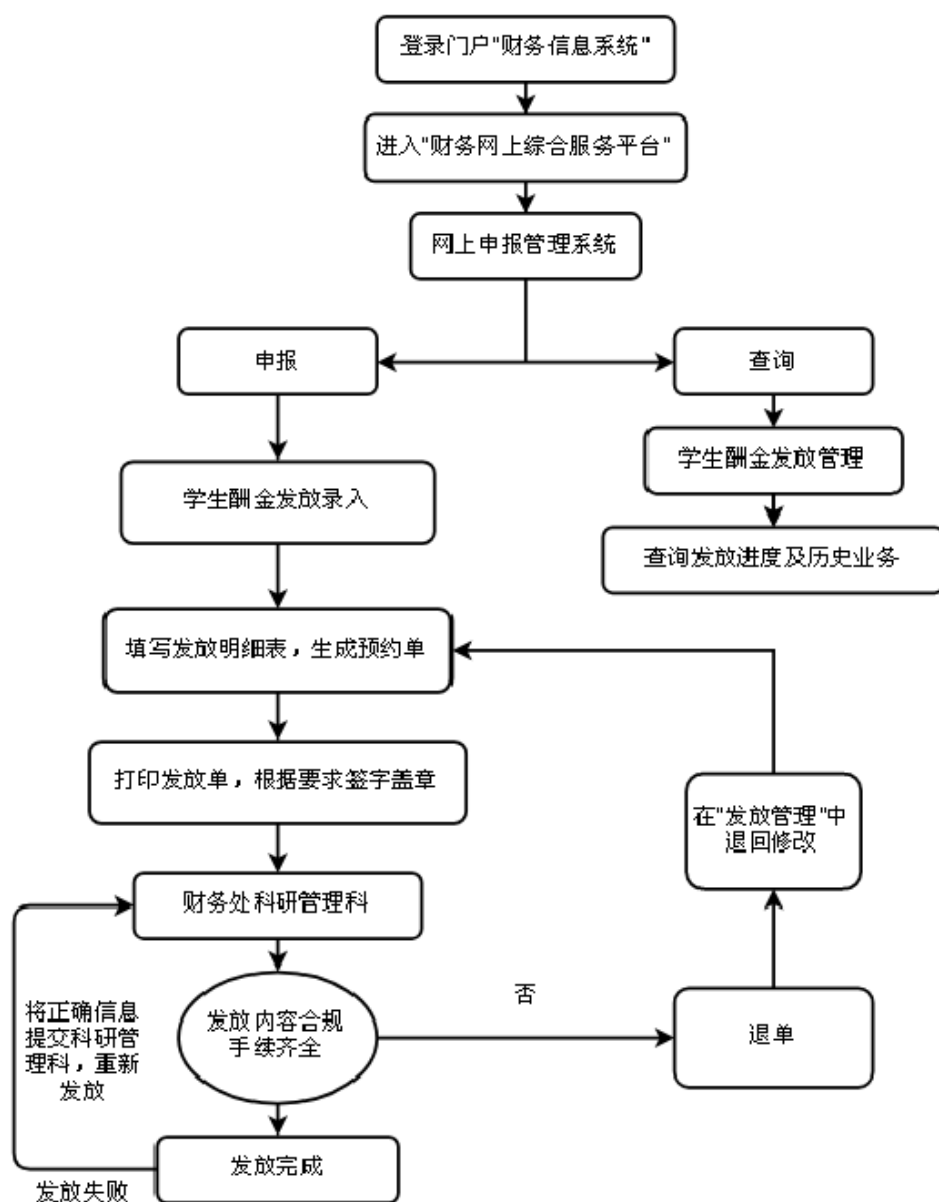 登录门户"财务信息系统"
进入"财务网上综合服务平台"
网上申报管理系统
申报
查询
学生酬金发放管理
学生酬金发放录入
查询发放进度及历史业务
填写发放明细表，生成预约单
打印发放单，根据要求签字盖章
在"发放管理"中
退回修改
财务处科研管理科
将正确信息
提交科研管
理科，重新
发放
发放内容合规
手续齐全
否
退单
发放完成
发放失败